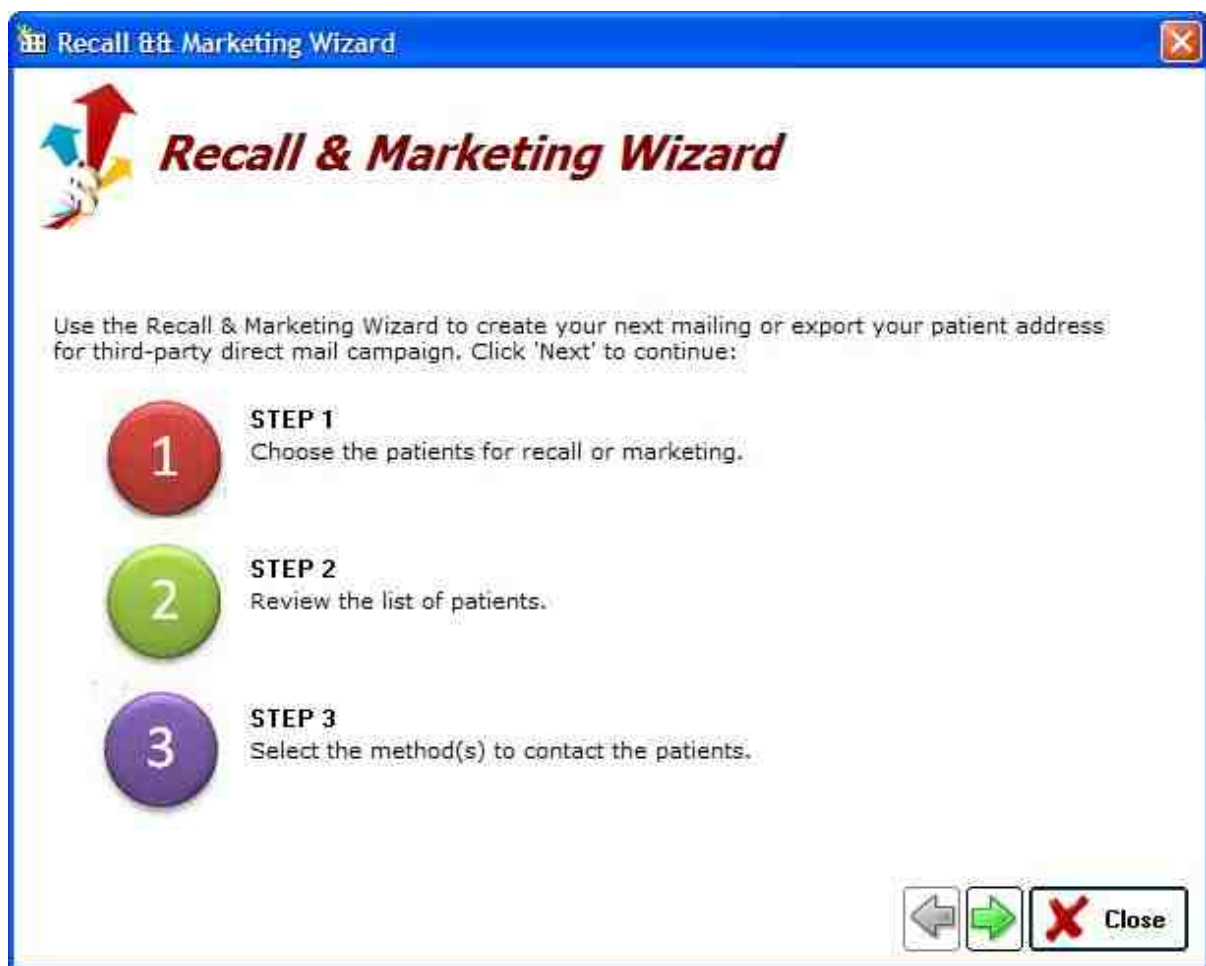 Recall && Marketing Wizard
Recall & Marketing Wizard
Use the Recall & Marketing Wizard to create your next mailing or export your patient address
for third-party direct mail campaign. Click 'Next' to continue:
1
STEP 1
Choose the patients for recall or marketing.
2
STEP 2
Review the list of patients.
3
STEP 3
Select the method(s) to contact the patients.
Close